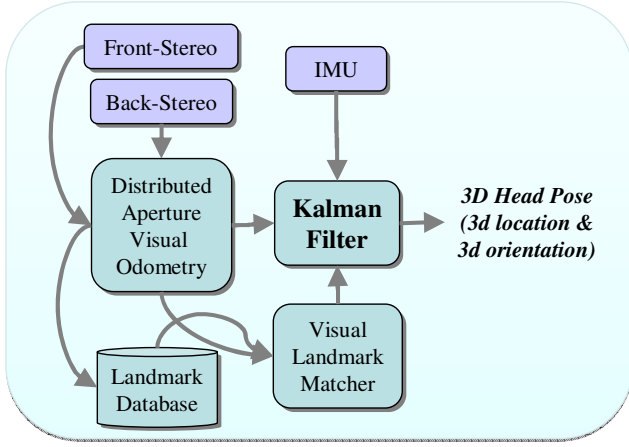 Front-Stereo
IMU
Back-Stereo
Distributed
Aperture
Visual
Odometry
Kalman
Filter
3D Head Pose
(3d location &
3d orientation)
Visual
Landmark
Matcher
Landmark
Database